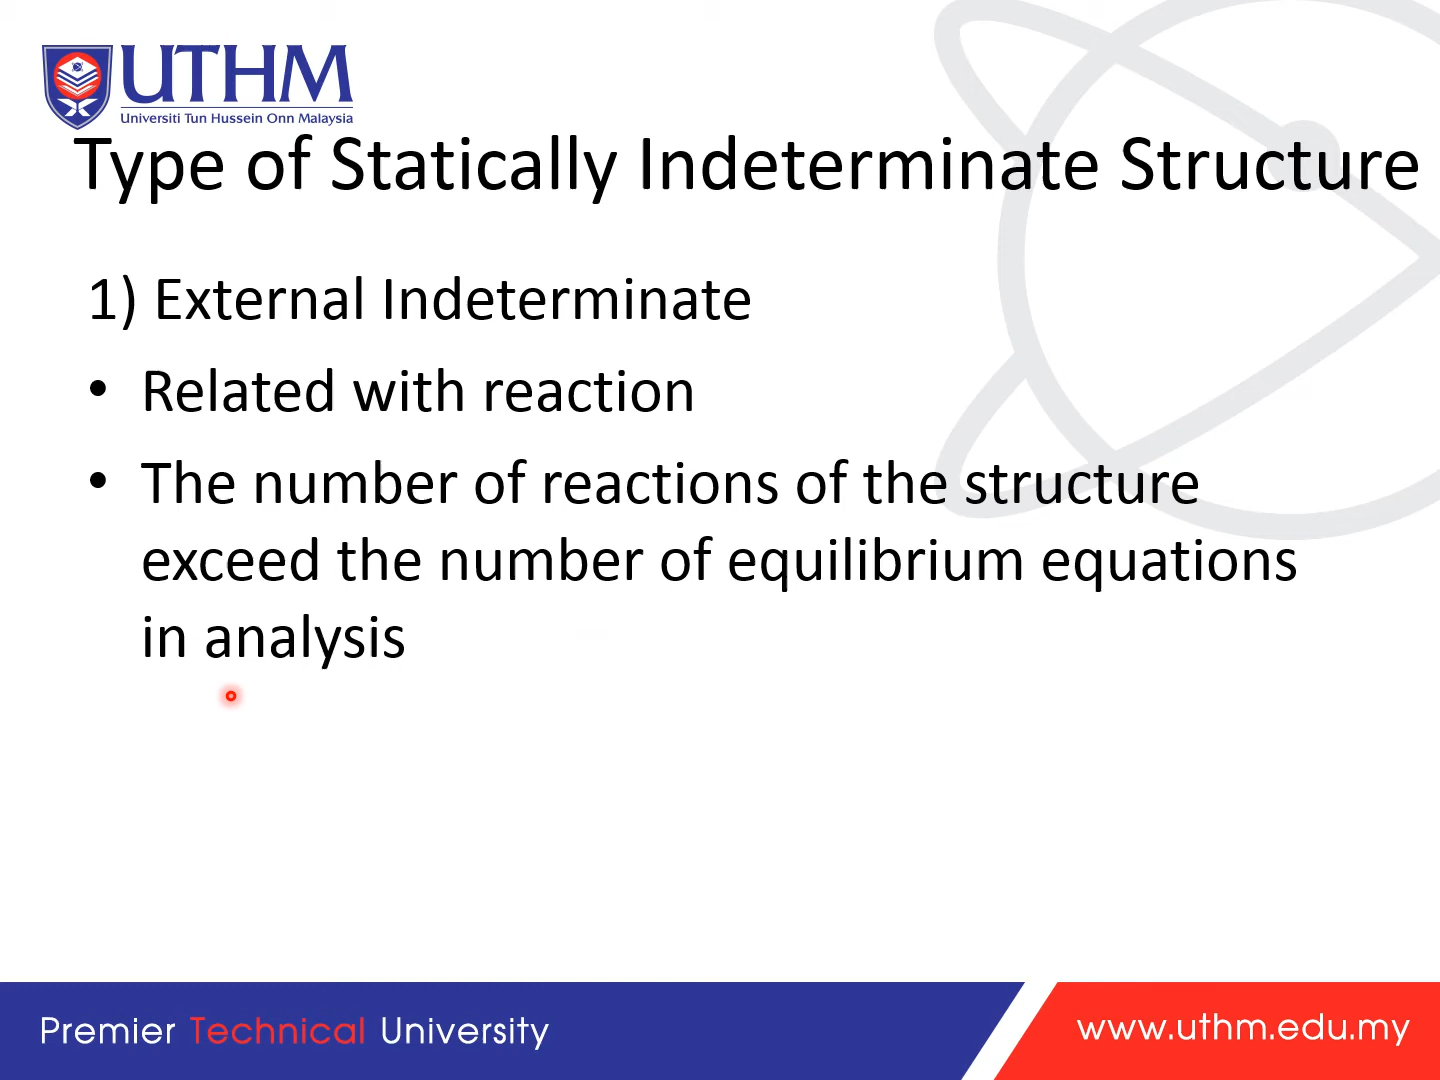 UTHM
Universiti Tun Hussein Onn Malaysia
Type of Statically Indeterminate Structure
1) External Indeterminate
• Related with reaction
• The number of reactions of the structure
exceed the number of equilibrium equations
in analysis
Premier Technical University
www.uthm.edu.my